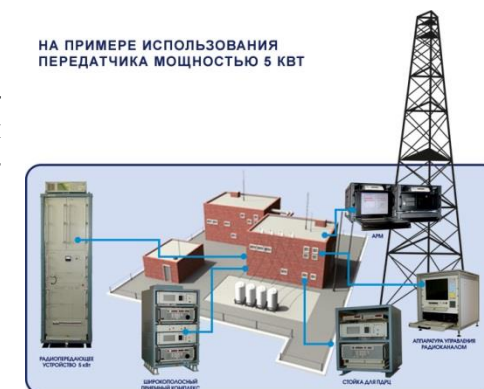 НА ПРИМЕРЕ ИСПОЛЬЗОВАНИЯ
ПЕРЕДАТЧИКА МОЩНОСТЬЮ 5 КВТ
АРМ
РАДИОПЕРЕДАЮЩЕЕ
УСТРОЙСТВО 5 кВт
ШИРОКОПОЛОСНЫЙ
ПРИЕМНЫЙ КОМПЛЕКС
СТОЙКА ДЛЯ ПДРЦ
АППАРАТУРА УПРАВЛЕНИЯ
РАДИОКАНАЛОМ